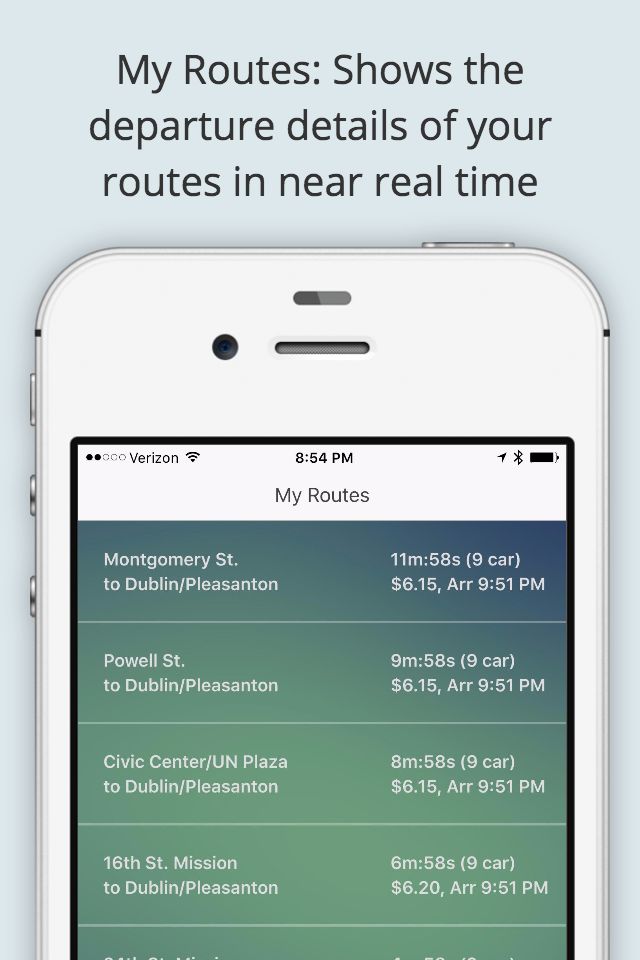 My Routes: Shows the
departure details of your
routes in near real time
Verizon 8:54 PM
My Routes
Montgomery St. 11m:58s (9 car)
to Dublin/Pleasanton $6.15, Arr 9:51 PM
Powell St. 9m:58s (9 car)
to Dublin/Pleasanton $6.15, Arr 9:51 PM
Civic Center/UN Plaza 8m:58s (9 car)
to Dublin/Pleasanton $6.15, Arr 9:51 PM
16th St. Mission 6m:58s (9 car)
to Dublin/Pleasanton $6.20, Arr 9:51 PM